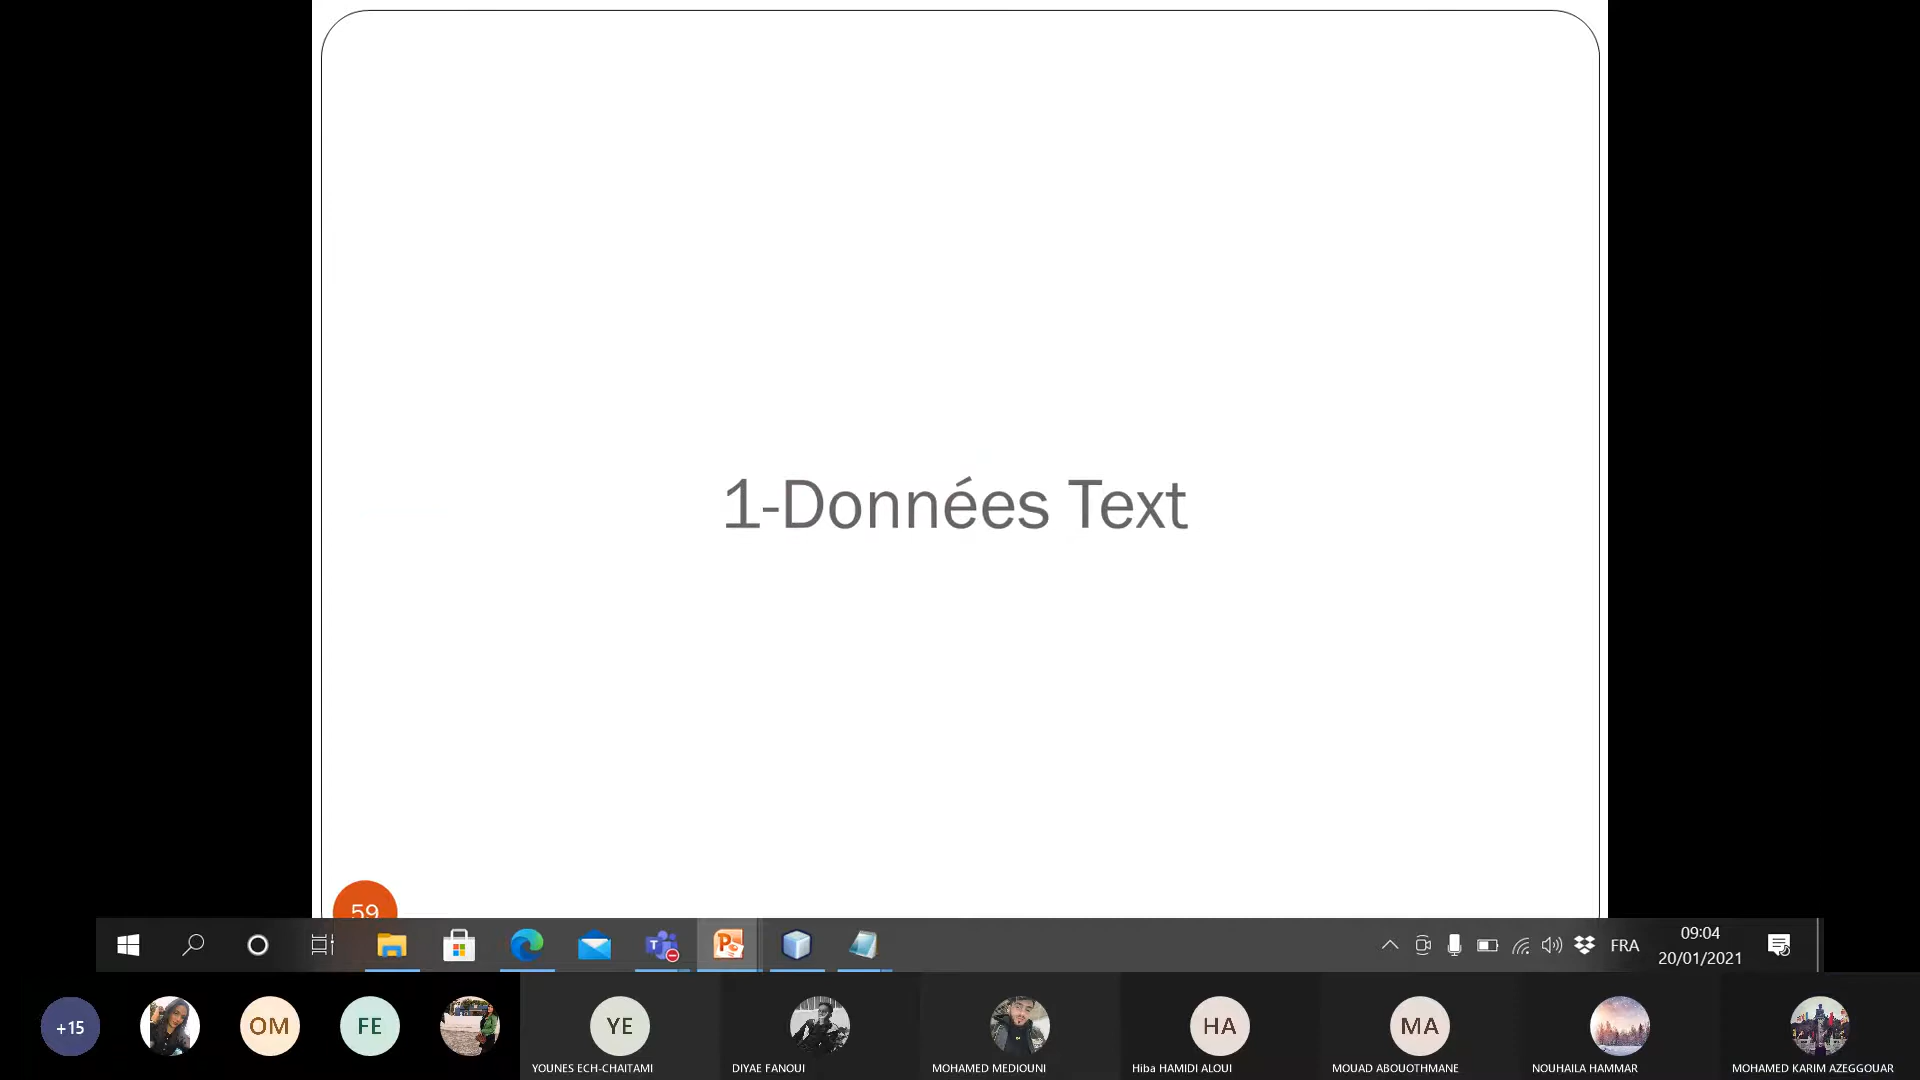 1-Données Text
59
FRA
09:04
20/01/2021
+15
OM
FE
YE
HA
MA
YOUNES ECH-CHAITAMI
DIYAE FANOUI
MOHAMED MEDIOUNI
Hiba HAMIDI ALOUI
MOUAD ABOUOTHMANE
NOUHAILA HAMMAR
MOHAMED KARIM AZEGGOUAR